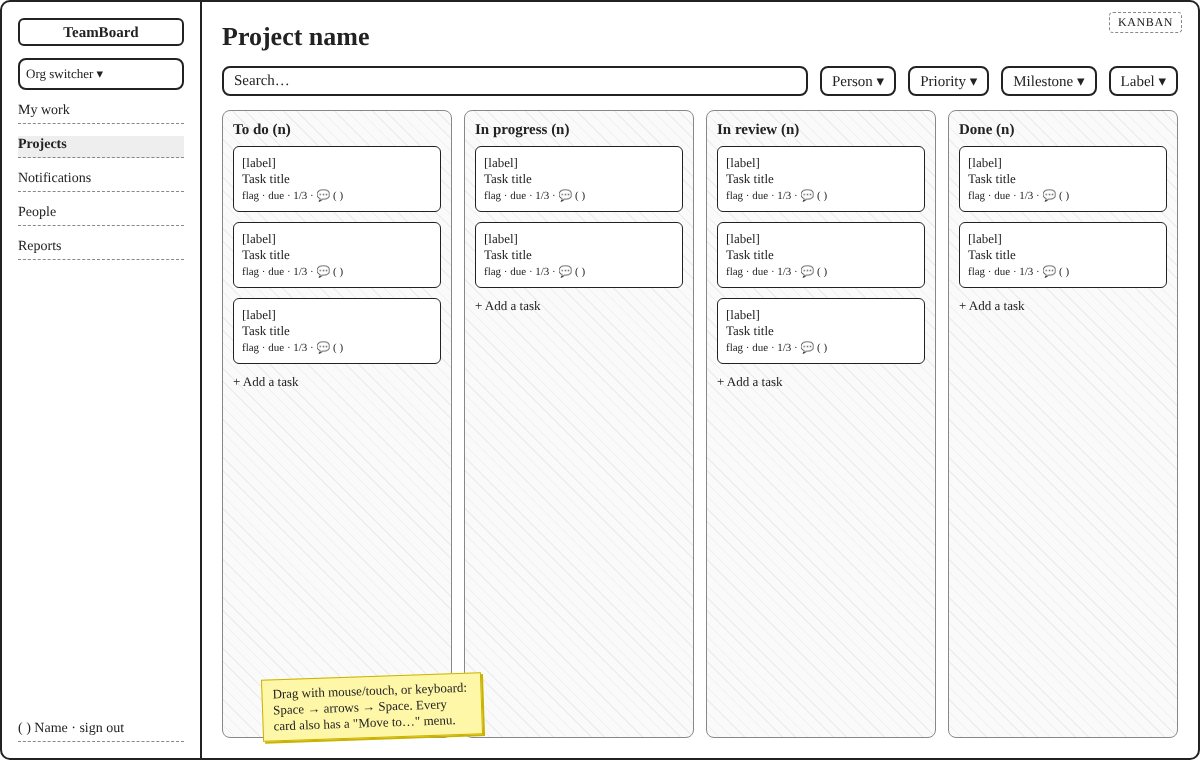 TeamBoard
Org switcher ▾
My work
Projects
Notifications
People
Reports
( ) Name · sign out
KANBAN
Project name
Search…
Person ▾
Priority ▾
Milestone ▾
Label ▾
To do (n)
[label]
Task title
flag · due · 1/3 · 💬 ( )
[label]
Task title
flag · due · 1/3 · 💬 ( )
[label]
Task title
flag · due · 1/3 · 💬 ( )
+ Add a task
In progress (n)
[label]
Task title
flag · due · 1/3 · 💬 ( )
[label]
Task title
flag · due · 1/3 · 💬 ( )
+ Add a task
In review (n)
[label]
Task title
flag · due · 1/3 · 💬 ( )
[label]
Task title
flag · due · 1/3 · 💬 ( )
[label]
Task title
flag · due · 1/3 · 💬 ( )
+ Add a task
Done (n)
[label]
Task title
flag · due · 1/3 · 💬 ( )
[label]
Task title
flag · due · 1/3 · 💬 ( )
+ Add a task
Drag with mouse/touch, or keyboard:
Space → arrows → Space. Every
card also has a "Move to…" menu.